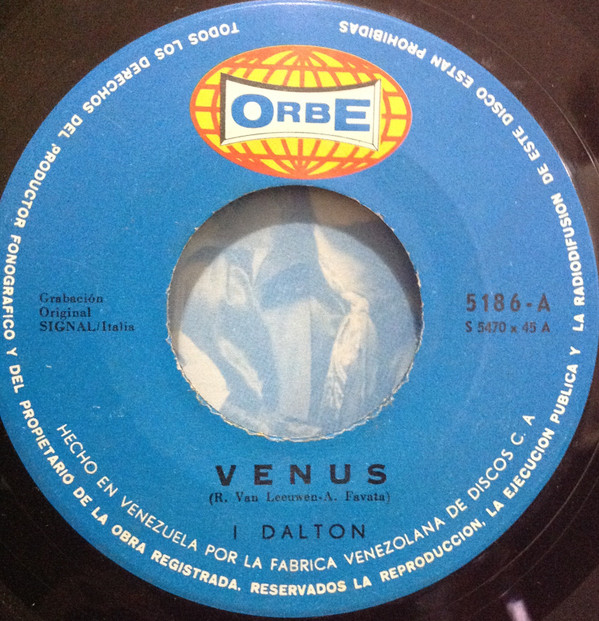 ORBE
Grabación
Original
SIGNAL/Italia
5186-A
S 5470 x 45 A
VENUS
(R. Van Leeuwen-A. Favata)
I DALTON
HECHO EN VENEZUELA POR LA FABRICA VENEZOLANA DE DISCOS C. A
TODOS LOS DERECHOS DEL PRODUCTOR FONOGRAFICO Y DEL PROPIETARIO DE LA OBRA REGISTRADA. RESERVADOS LA REPRODUCCION, LA EJECUCION PUBLICA Y LA RADIODIFUSION DE ESTE DISCO ESTAN PROHIBIDAS